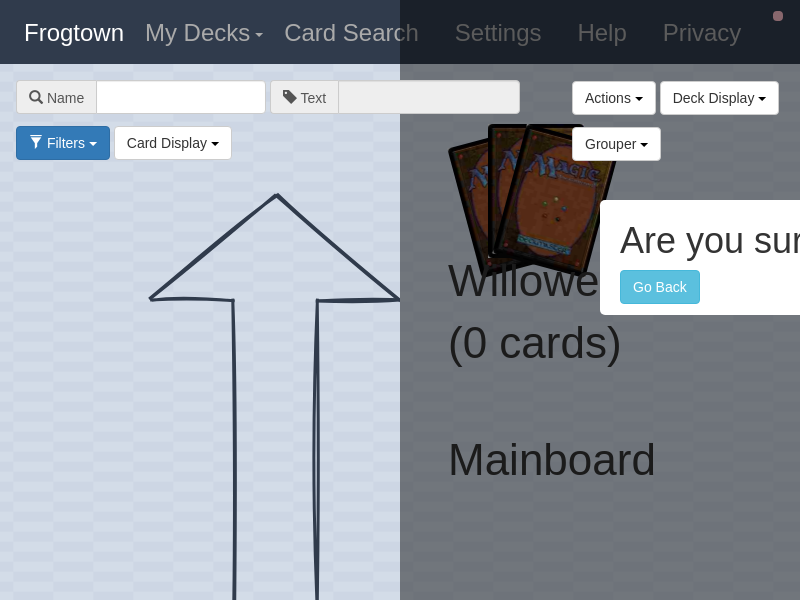 Frogtown My Decks Card Search Settings Help Privacy
Name Text Actions Deck Display
Filters Card Display Grouper
Are you sur
Go Back
Willowe
(0 cards)
Mainboard